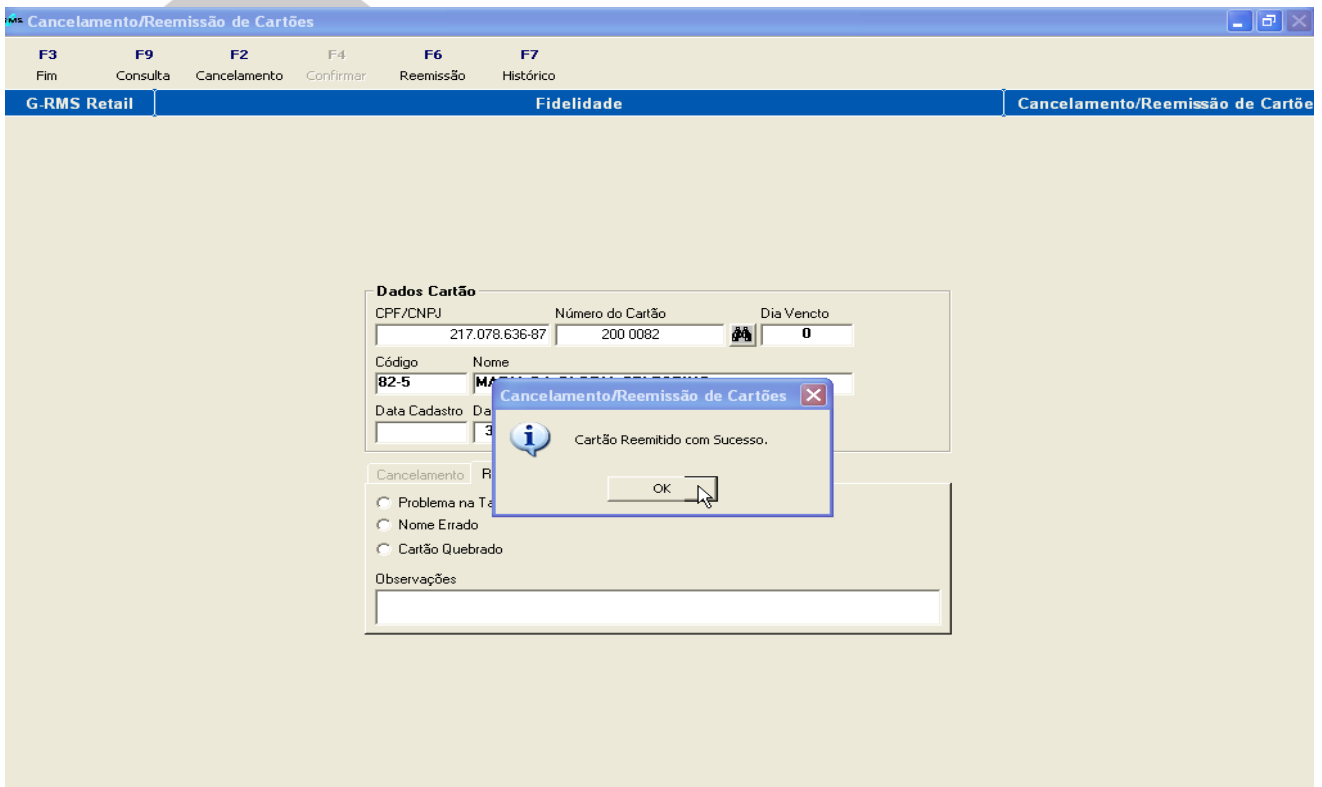 RMS Cancelamento/Reemissão de Cartões
F3 F9 F2 F4 F6 F7
Fim Consulta Cancelamento Confirmar Reemissão Histórico
G-RMS Retail Fidelidade Cancelamento/Reemissão de Cartõe
Dados Cartão
CPF/CNPJ Número do Cartão Dia Vencto
217.078.636-87 200 0082 0
Código Nome
82-5
Cancelamento/Reemissão de Cartões
Data Cadastro
Cartão Reemitido com Sucesso.
Cancelamento
OK
Problema na
Nome Errado
Cartão Quebrado
Observações